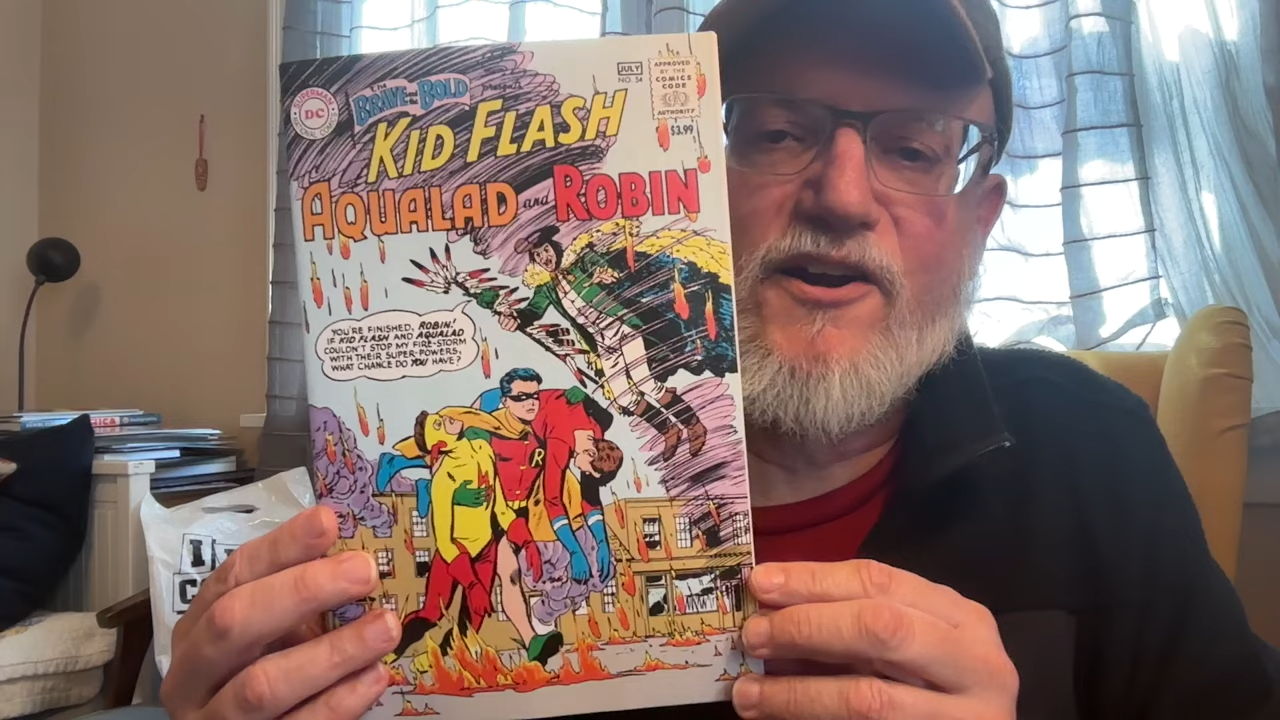 JULY
NO. 54
APPROVED
BY THE
COMICS
CODE
AUTHORITY
$3.99
SUPERMAN
DC
NATIONAL COMICS
The
BRAVE and the BOLD presents
KID FLASH
AQUALAD and ROBIN
YOU'RE FINISHED, ROBIN!
IF KID FLASH AND AQUALAD
COULDN'T STOP MY FIRE-STORM
WITH THEIR SUPER-POWERS,
WHAT CHANCE DO YOU HAVE?
R